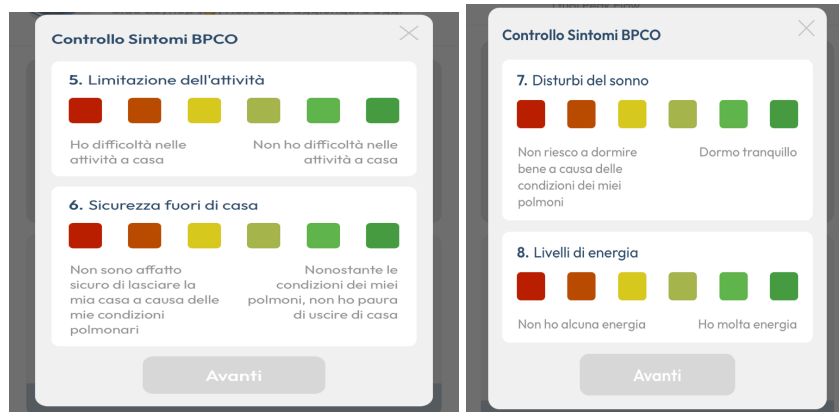 Controllo Sintomi BPCO
5. Limitazione dell'attività
Ho difficoltà nelle
attività a casa
Non ho difficoltà nelle
attività a casa
6. Sicurezza fuori di casa
Non sono affatto
sicuro di lasciare la
mia casa a causa delle
mie condizioni
polmonari
Nonostante le
condizioni dei miei
polmoni, non ho paura
di uscire di casa
Avanti
Controllo Sintomi BPCO
7. Disturbi del sonno
Non riesco a dormire
bene a causa delle
condizioni dei miei
polmoni
Dormo tranquillo
8. Livelli di energia
Non ho alcuna energia
Ho molta energia
Avanti